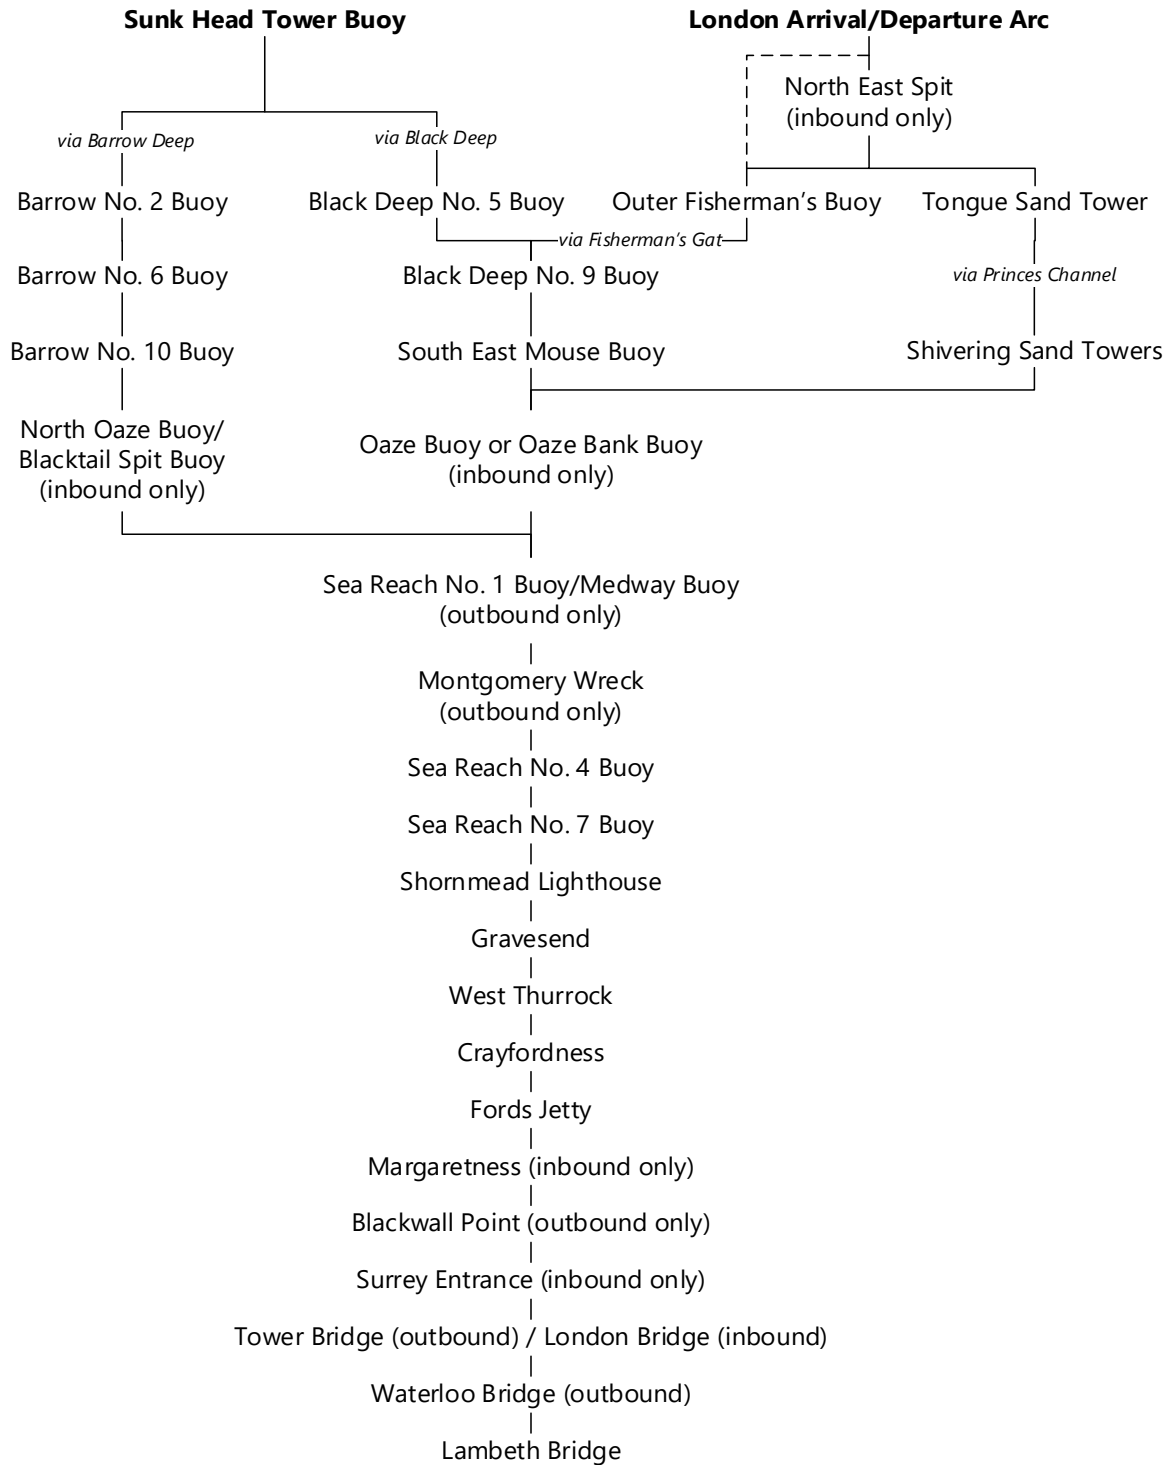 Sunk Head Tower Buoy
London Arrival/Departure Arc
North East Spit
(inbound only)
via Barrow Deep
via Black Deep
Barrow No. 2 Buoy
Black Deep No. 5 Buoy
Outer Fisherman's Buoy
Tongue Sand Tower
via Fisherman's Gat
Barrow No. 6 Buoy
Black Deep No. 9 Buoy
via Princes Channel
Barrow No. 10 Buoy
South East Mouse Buoy
Shivering Sand Towers
North Oaze Buoy/
Blacktail Spit Buoy
(inbound only)
Oaze Buoy or Oaze Bank Buoy
(inbound only)
Sea Reach No. 1 Buoy/Medway Buoy
(outbound only)
Montgomery Wreck
(outbound only)
Sea Reach No. 4 Buoy
Sea Reach No. 7 Buoy
Shornmead Lighthouse
Gravesend
West Thurrock
Crayfordness
Fords Jetty
Margaretness (inbound only)
Blackwall Point (outbound only)
Surrey Entrance (inbound only)
Tower Bridge (outbound) / London Bridge (inbound)
Waterloo Bridge (outbound)
Lambeth Bridge